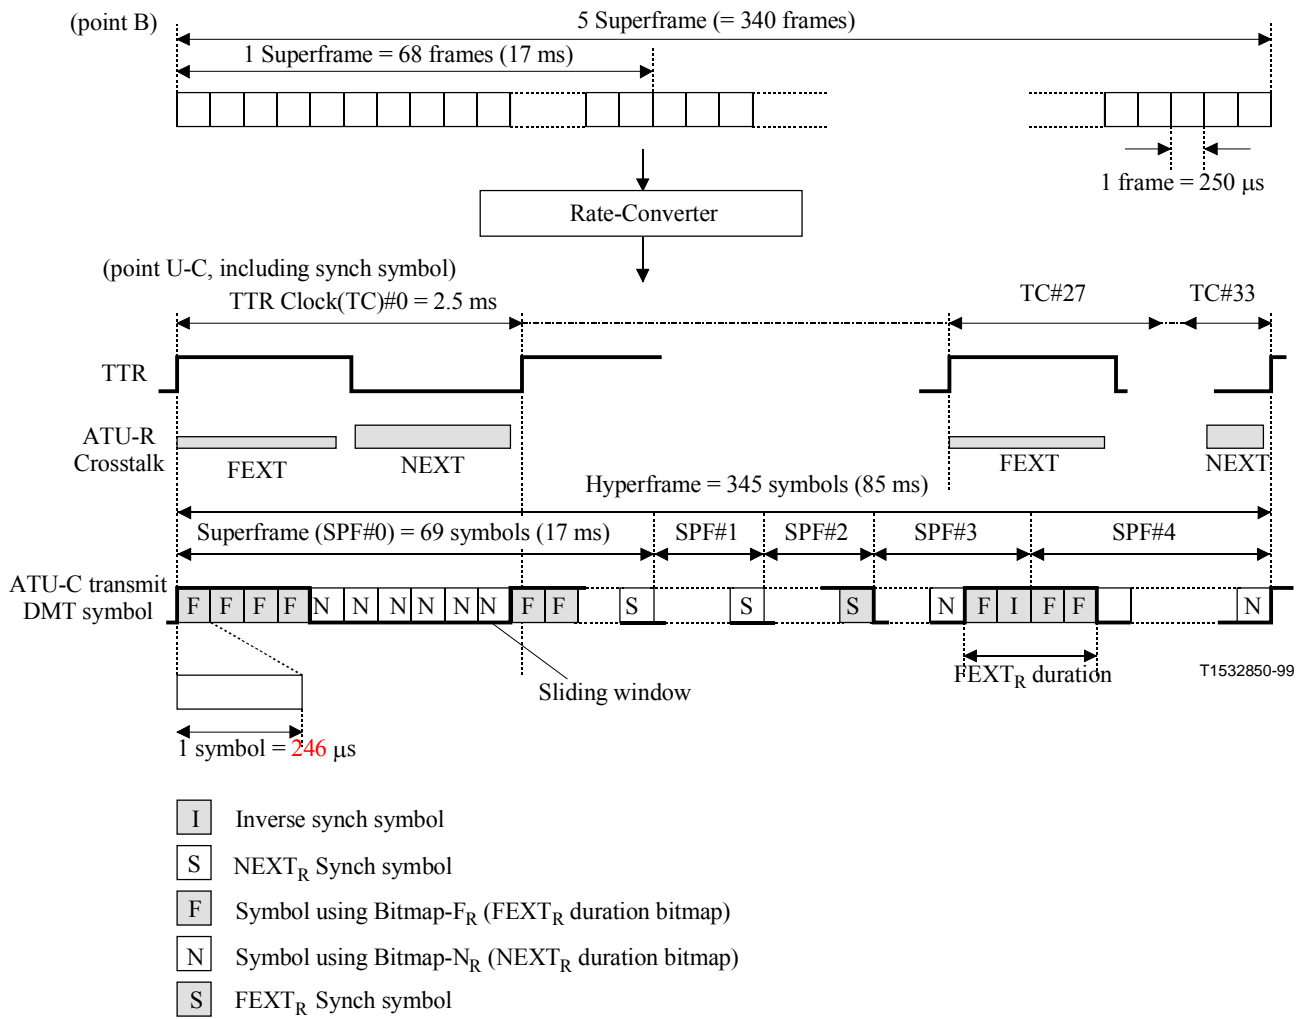 (point B)
5 Superframe (= 340 frames)
1 Superframe = 68 frames (17 ms)
1 frame = 250 μs
Rate-Converter
(point U-C, including synch symbol)
TTR Clock(TC)#0 = 2.5 ms
TC#27
TC#33
TTR
ATU-R
Crosstalk
FEXT
NEXT
FEXT
NEXT
Hyperframe = 345 symbols (85 ms)
Superframe (SPF#0) = 69 symbols (17 ms)
SPF#1
SPF#2
SPF#3
SPF#4
ATU-C transmit
DMT symbol
F F F F N N N N N N F F S S S N F I F F N
Sliding window
FEXTR duration
T1532850-99
1 symbol = 246 μs
I Inverse synch symbol
S NEXTR Synch symbol
F Symbol using Bitmap-FR (FEXTR duration bitmap)
N Symbol using Bitmap-NR (NEXTR duration bitmap)
S FEXTR Synch symbol